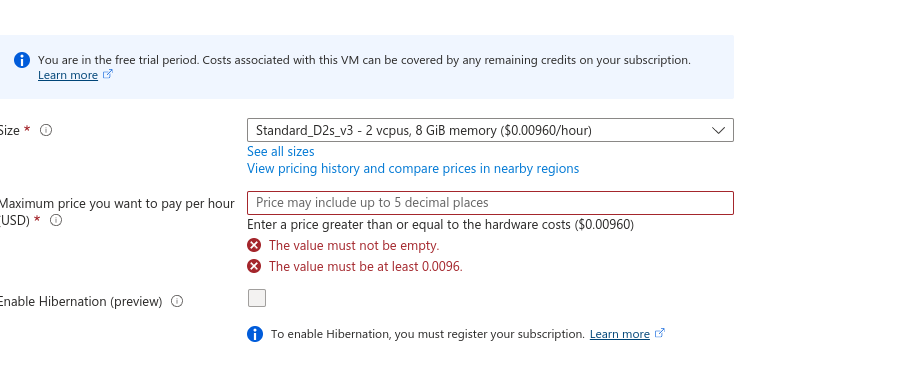 You are in the free trial period. Costs associated with this VM can be covered by any remaining credits on your subscription.
Learn more
Size *
Standard_D2s_v3 - 2 vcpus, 8 GiB memory ($0.00960/hour)
See all sizes
View pricing history and compare prices in nearby regions
Maximum price you want to pay per hour
(USD) *
Price may include up to 5 decimal places
Enter a price greater than or equal to the hardware costs ($0.00960)
The value must not be empty.
The value must be at least 0.0096.
Enable Hibernation (preview)
To enable Hibernation, you must register your subscription. Learn more